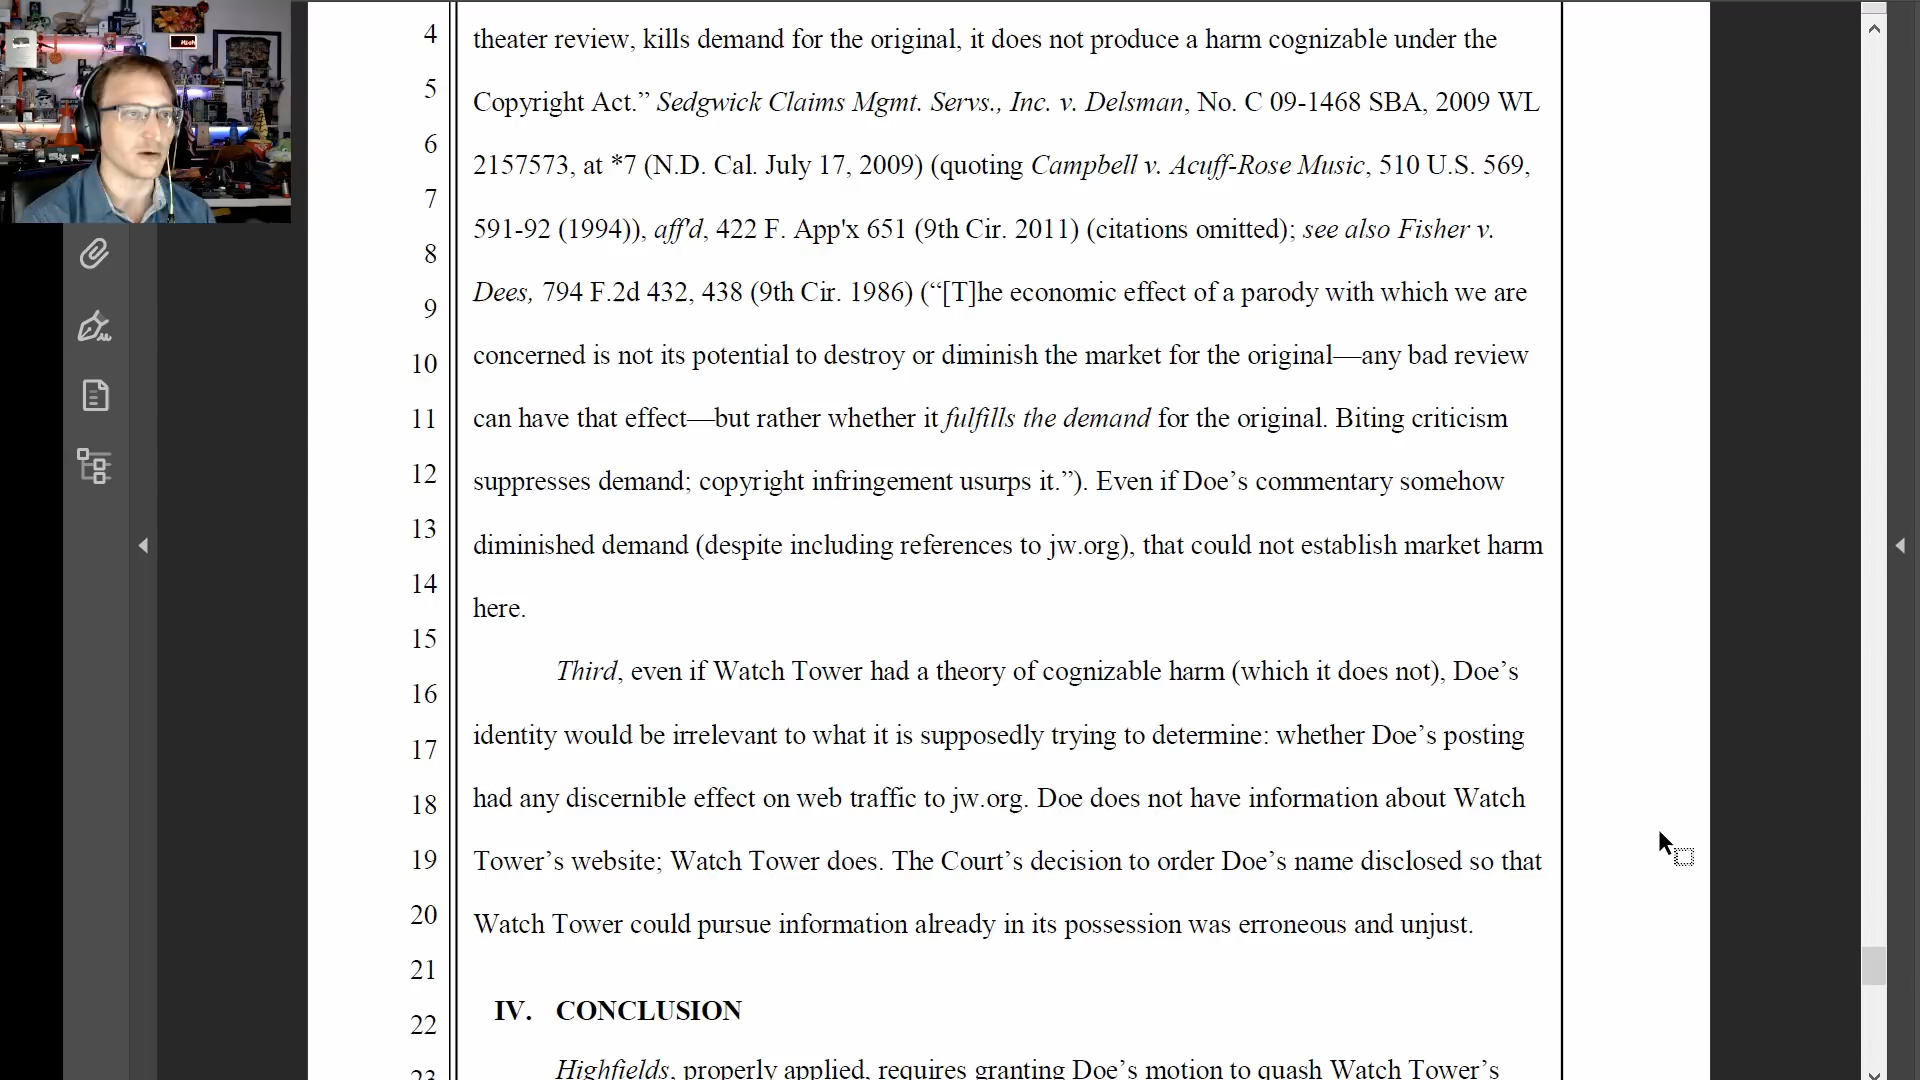 4 theater review, kills demand for the original, it does not produce a harm cognizable under the
5 Copyright Act.” Sedgwick Claims Mgmt. Servs., Inc. v. Delsman, No. C 09-1468 SBA, 2009 WL
6 2157573, at *7 (N.D. Cal. July 17, 2009) (quoting Campbell v. Acuff-Rose Music, 510 U.S. 569,
7 591-92 (1994)), aff'd, 422 F. App'x 651 (9th Cir. 2011) (citations omitted); see also Fisher v.
8
9 Dees, 794 F.2d 432, 438 (9th Cir. 1986) (“[T]he economic effect of a parody with which we are
10 concerned is not its potential to destroy or diminish the market for the original—any bad review
11 can have that effect—but rather whether it fulfills the demand for the original. Biting criticism
12 suppresses demand; copyright infringement usurps it.”). Even if Doe’s commentary somehow
13 diminished demand (despite including references to jw.org), that could not establish market harm
14 here.
15
16 Third, even if Watch Tower had a theory of cognizable harm (which it does not), Doe’s
17 identity would be irrelevant to what it is supposedly trying to determine: whether Doe’s posting
18 had any discernible effect on web traffic to jw.org. Doe does not have information about Watch
19 Tower’s website; Watch Tower does. The Court’s decision to order Doe’s name disclosed so that
20 Watch Tower could pursue information already in its possession was erroneous and unjust.
21
22 IV. CONCLUSION
23 Highfields, properly applied, requires granting Doe’s motion to quash Watch Tower’s